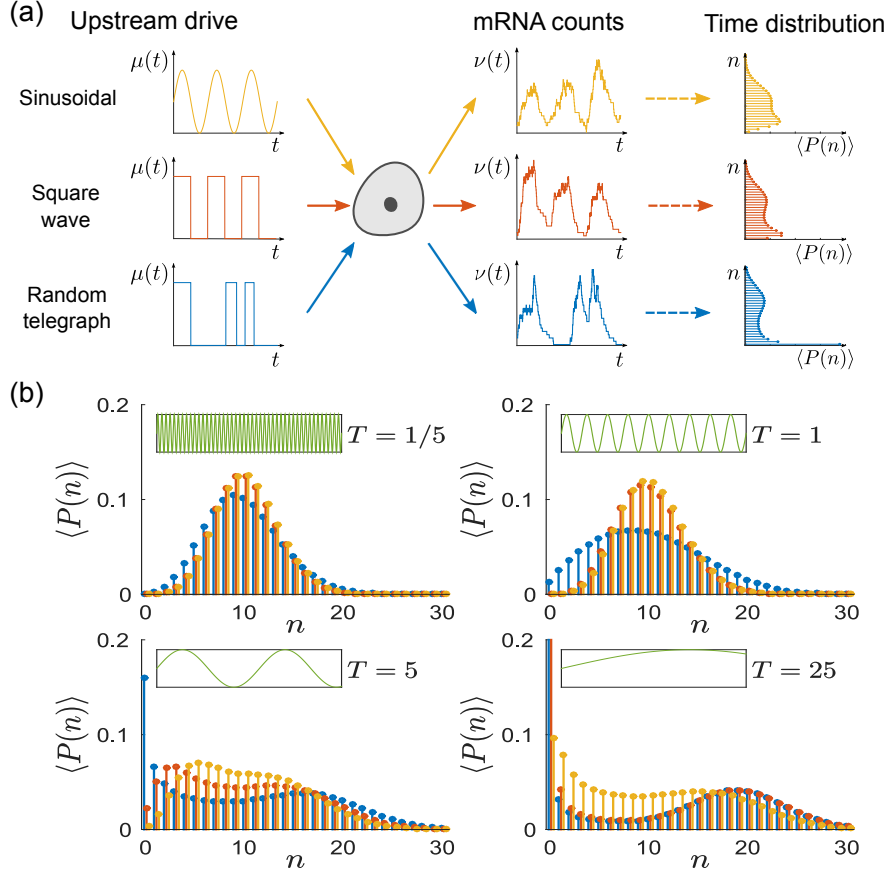 (a)
Upstream drive
mRNA counts
Time distribution
Sinusoidal
μ(t)
t
ν(t)
t
n
⟨P(n)⟩
Square
wave
μ(t)
t
ν(t)
t
n
⟨P(n)⟩
Random
telegraph
μ(t)
t
ν(t)
t
n
⟨P(n)⟩
(b)
0.2
0.1
0
⟨P(n)⟩
T = 1/5
0 10 20 30
n
0.2
0.1
0
⟨P(n)⟩
T = 1
0 10 20 30
n
0.2
0.1
0
⟨P(n)⟩
T = 5
0 10 20 30
n
0.2
0.1
0
⟨P(n)⟩
T = 25
0 10 20 30
n